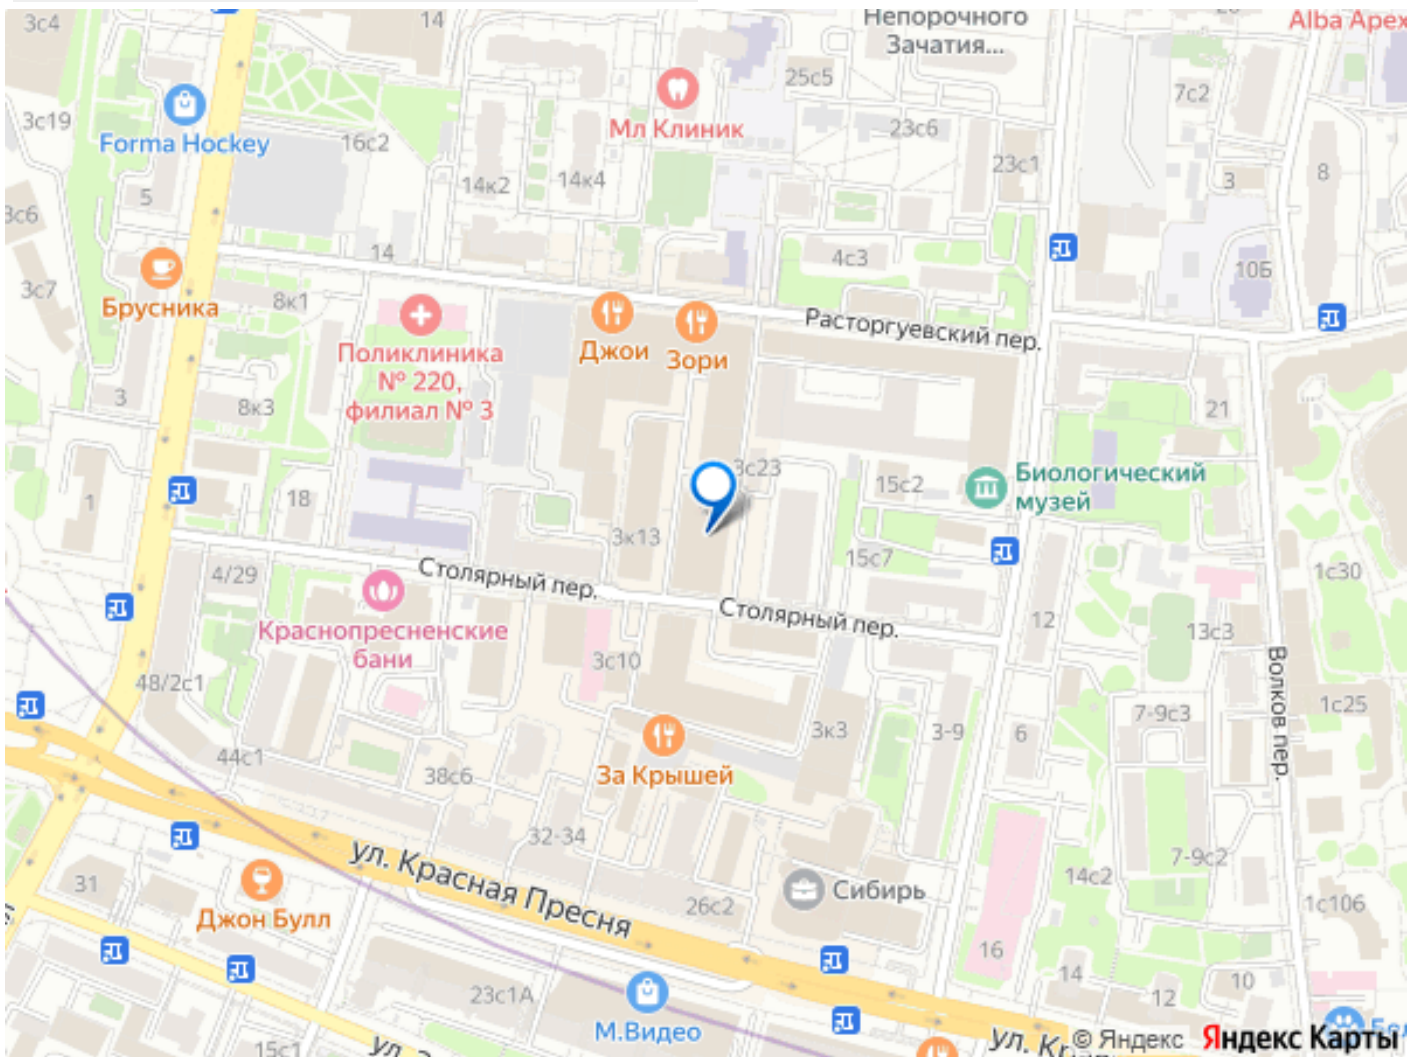 3с4
14
Непорочного
Зачатия...
Alba Apex
25с5
7с2
3с19
Forma Hockey
16с2
Мл Клиник
23с6
23с1
3
8
5
14к2
14к4
3с6
14
4с3
10Б
3с7
Брусника
8к1
Поликлиника
№ 220,
филиал № 3
Джои
Зори
Расторгуевский пер.
3
8к3
21
1
18
3с23
15с2
Биологический
музей
3к13
15с7
4/29
Столярный пер.
Столярный пер.
1с30
12
13с3
Краснопресненские
бани
3с10
48/2с1
Волков пер.
44с1
38с6
За Крышей
3к3
3-9
6
7-9с3
1с25
32-34
ул. Красная Пресня
7-9с2
31
Джон Булл
26с2
Сибирь
14с2
1с106
16
14
12
10
23с1А
М.Видео
15с1
© Яндекс
Яндекс Карты